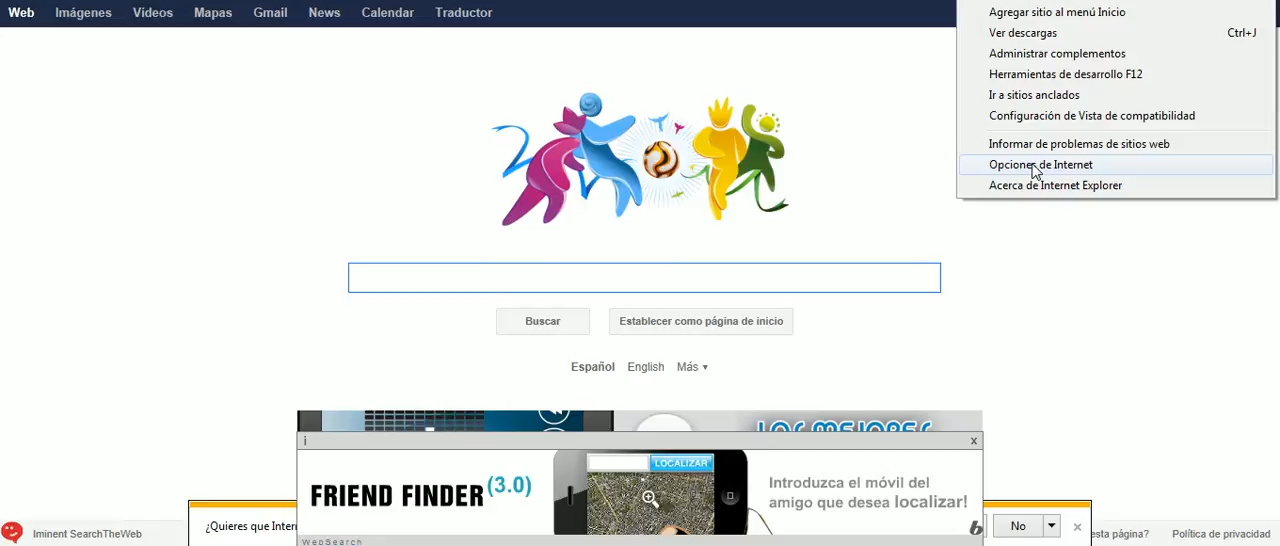 Web Imágenes Videos Mapas Gmail News Calendar Traductor
Agregar sitio al menú Inicio
Ver descargas Ctrl+J
Administrar complementos
Herramientas de desarrollo F12
Ir a sitios anclados
Configuración de Vista de compatibilidad
Informar de problemas de sitios web
Opciones de Internet
Acerca de Internet Explorer
Buscar Establecer como página de inicio
Español English Más ▼
LOS MEJORES
i x
LOCALIZAR
FRIEND FINDER (3.0)
Introduzca el móvil del
amigo que desea localizar!
¿Quieres que Inter
No
Iminent SearchTheWeb
esta página? Política de privacidad
WebSearch